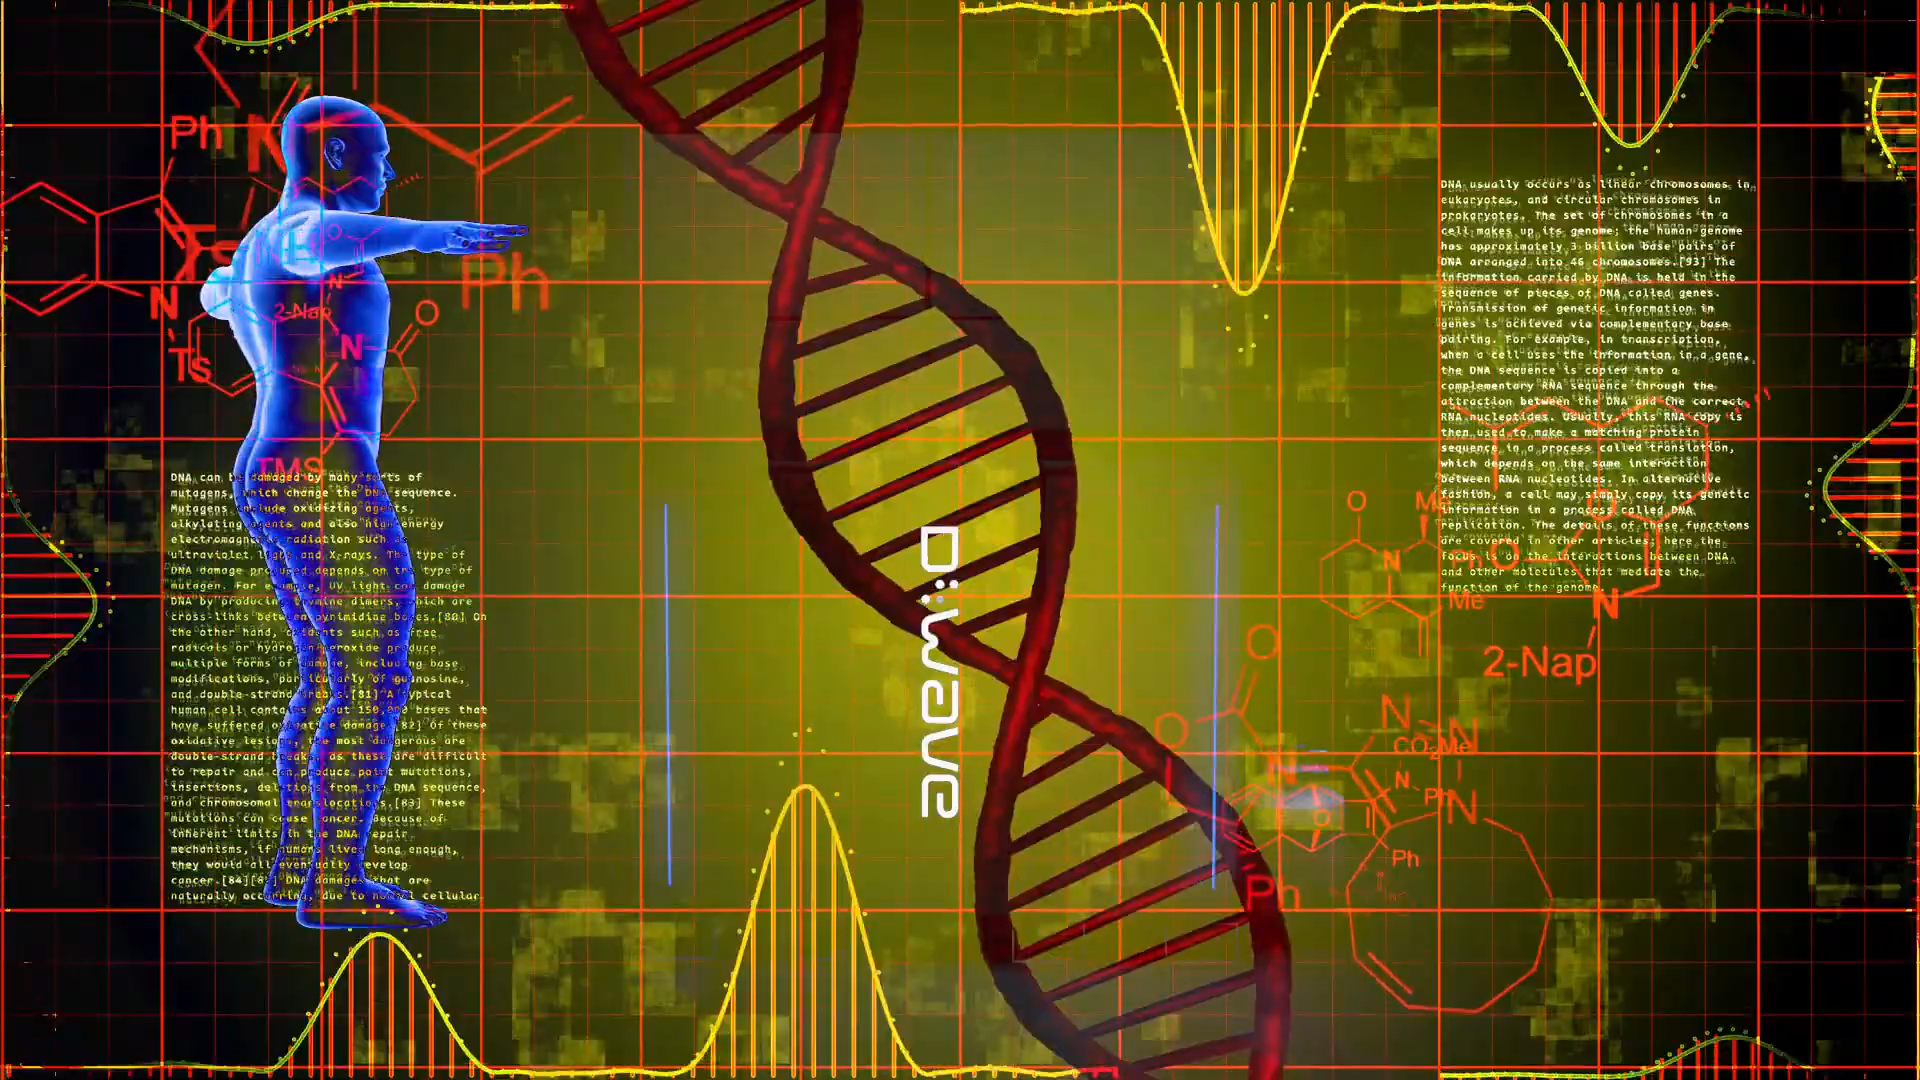 Ph
N
Ts
Ph
N
Ts
2-Nap
N
N
O
TMS
DNA can be damaged by many sorts of
mutagens, which change the DNA sequence.
Mutagens include oxidizing agents,
alkylating agents and also high-energy
electromagnetic radiation such as
ultraviolet light and X-rays. The type of
DNA damage produced depends on the type of
mutagen. For example, UV light can damage
DNA by producing thymine dimers, which are
cross-links between pyrimidine bases.[80] On
the other hand, oxidants such as free
radicals or hydrogen peroxide produce
multiple forms of damage, including base
modifications, particularly of guanosine,
and double-strand breaks.[81] A typical
human cell contains about 150,000 bases that
have suffered oxidative damage.[82] Of these
oxidative lesions, the most dangerous are
double-strand breaks, as these are difficult
to repair and can produce point mutations,
insertions, deletions from the DNA sequence,
and chromosomal translocations.[83] These
mutations can cause cancer. Because of
inherent limits in the DNA repair
mechanisms, if humans lived long enough,
they would all eventually develop
cancer.[84][85] DNA damages that are
naturally occurring, due to normal cellular
D:wave
DNA usually occurs as linear chromosomes in
eukaryotes, and circular chromosomes in
prokaryotes. The set of chromosomes in a
cell makes up its genome; the human genome
has approximately 3 billion base pairs of
DNA arranged into 46 chromosomes.[93] The
information carried by DNA is held in the
sequence of pieces of DNA called genes.
Transmission of genetic information in
genes is achieved via complementary base
pairing. For example, in transcription,
when a cell uses the information in a gene,
the DNA sequence is copied into a
complementary RNA sequence through the
attraction between the DNA and the correct
RNA nucleotides. Usually, this RNA copy is
then used to make a matching protein
sequence in a process called translation,
which depends on the same interaction
between RNA nucleotides. In alternative
fashion, a cell may simply copy its genetic
information in a process called DNA
replication. The details of these functions
are covered in other articles; here the
focus is on the interactions between DNA
and other molecules that mediate the
function of the genome.
O
Me
N
PhO
O
Me
N
2-Nap
O
O
N
N
CO₂Me
N
Ph
N
O
Ph
Ph